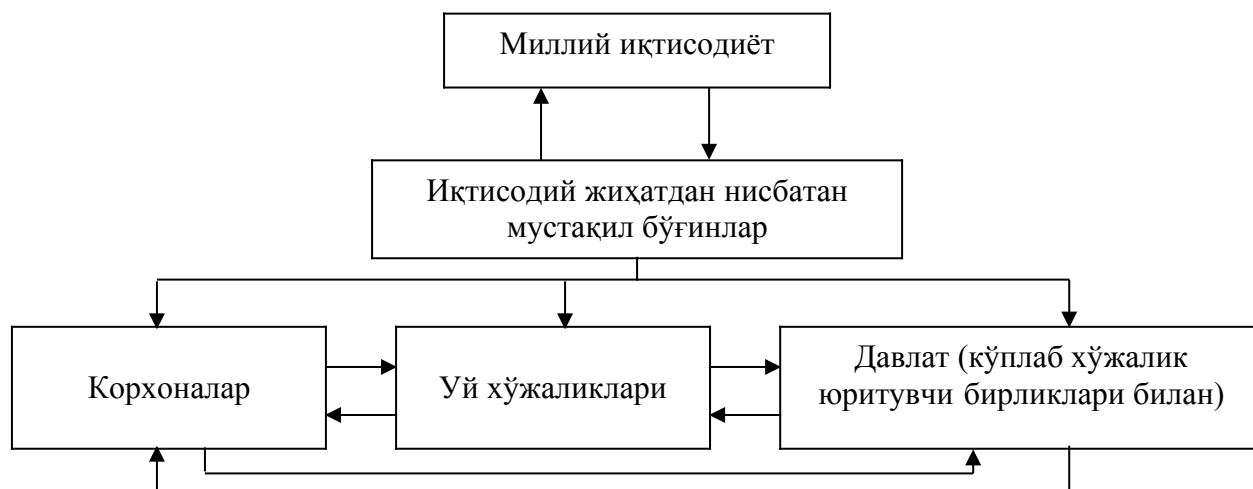 Миллий иқтисодиёт
Иқтисодий жиҳатдан нисбатан
мустақил бўғинлар
Корхоналар
Уй хўжаликлари
Давлат (кўплаб хўжалик
юритувчи бирликлари билан)